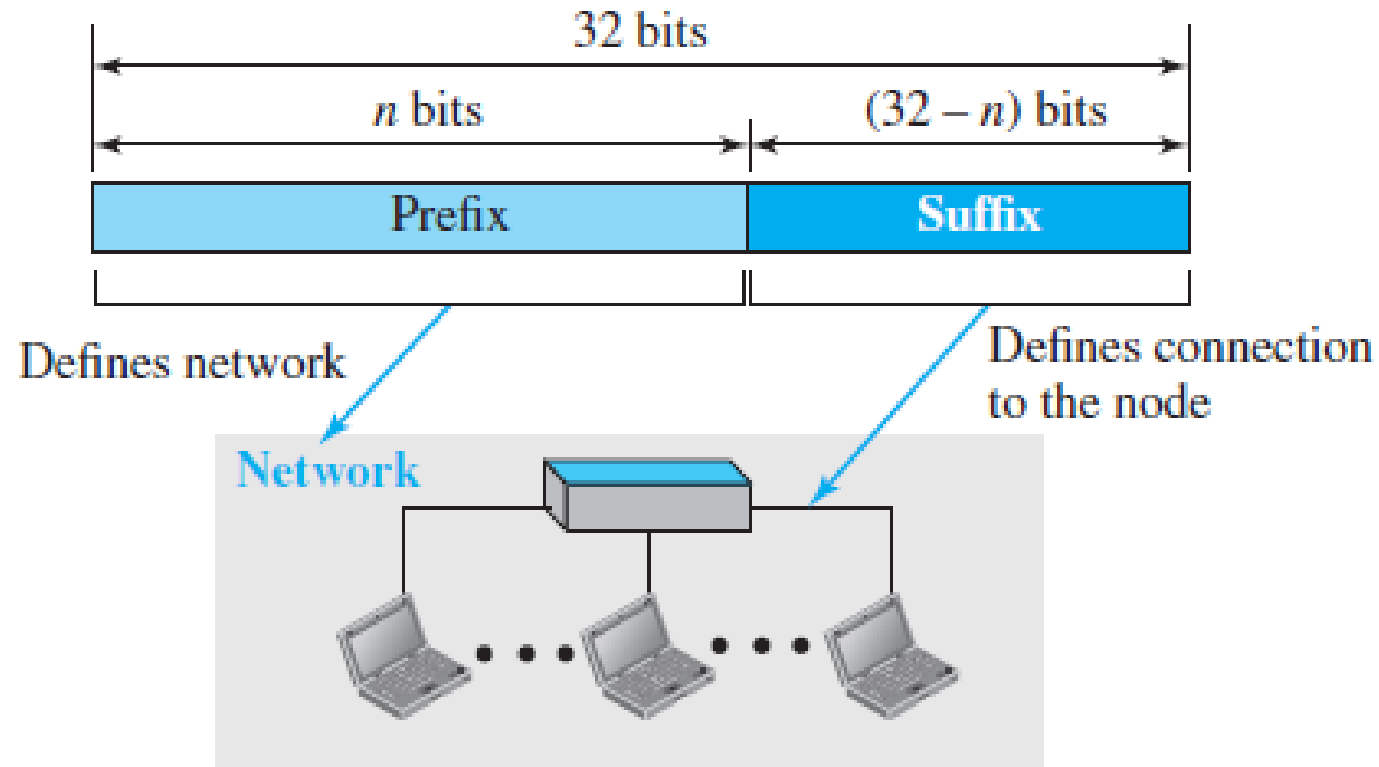 32 bits
n bits
(32 – n) bits
Prefix
Suffix
Defines network
Defines connection
to the node
Network